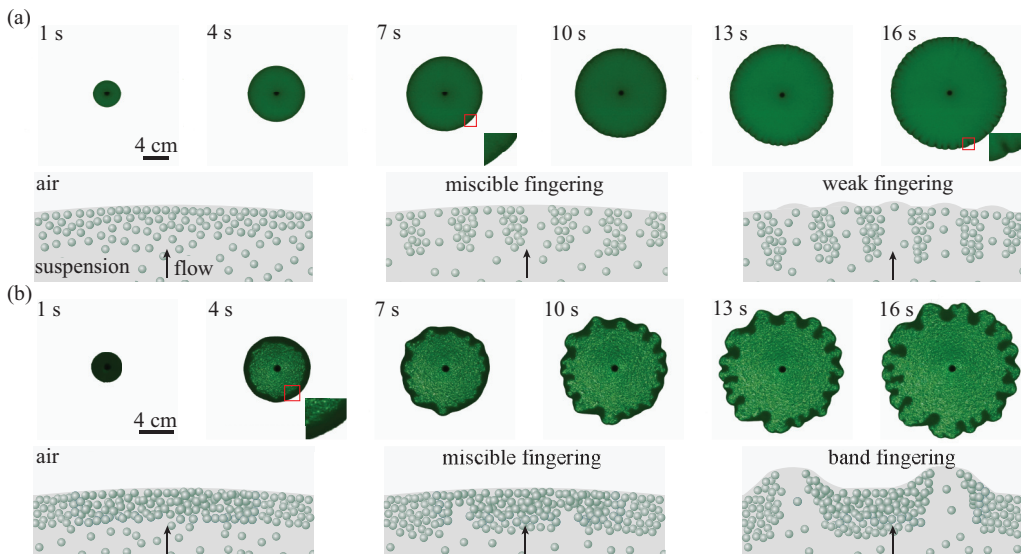 (a)
1 s
4 s
7 s
10 s
13 s
16 s
4 cm
air
miscible fingering
weak fingering
suspension
flow
(b)
1 s
4 s
7 s
10 s
13 s
16 s
4 cm
air
miscible fingering
band fingering